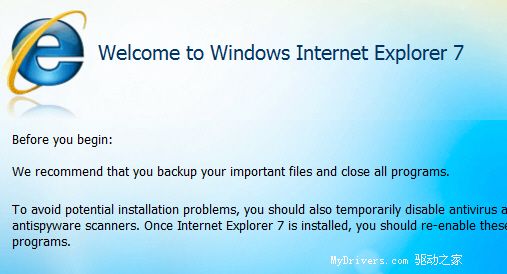 Welcome to Windows Internet Explorer 7
Before you begin:
We recommend that you backup your important files and close all programs.
To avoid potential installation problems, you should also temporarily disable antivirus a
antispyware scanners. Once Internet Explorer 7 is installed, you should re-enable these
programs.
MyDrivers.com 驱动之家